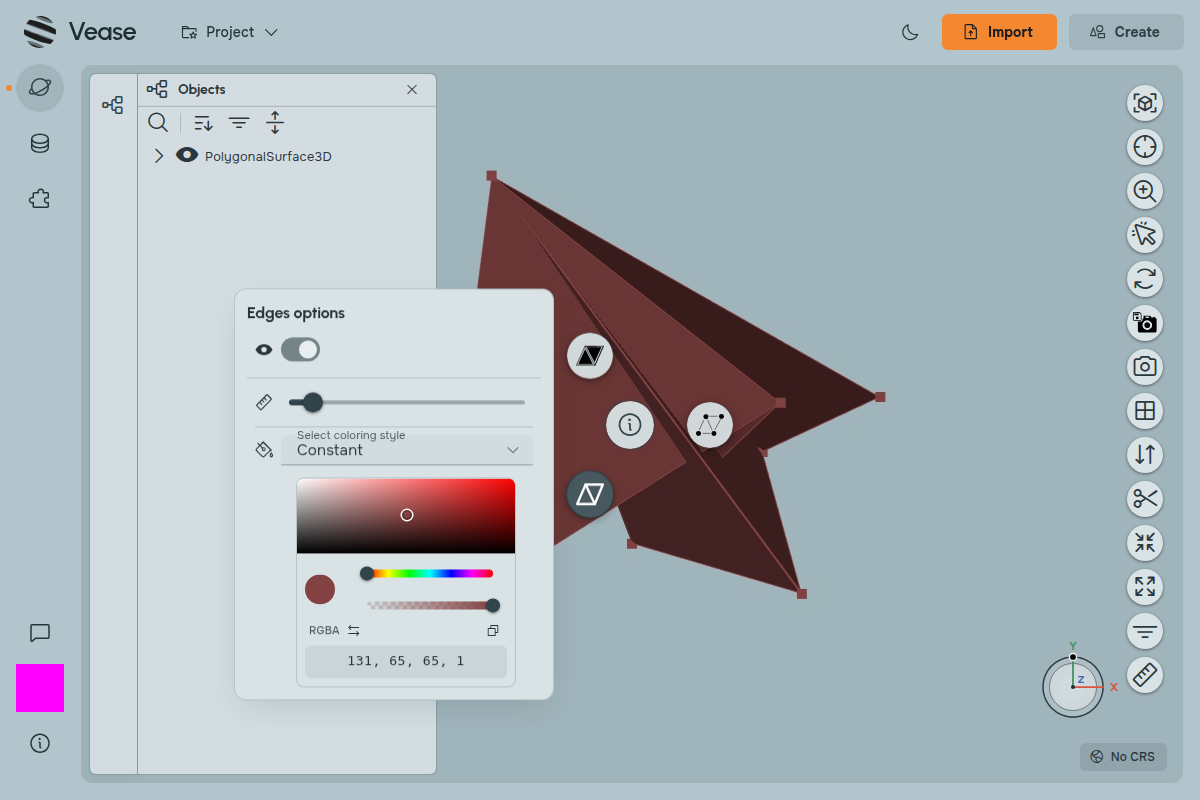 Vease
Project
Import
Create
Objects
PolygonalSurface3D
Edges options
Select coloring style
Constant
RGBA
131, 65, 65, 1
Y
Z
X
No CRS